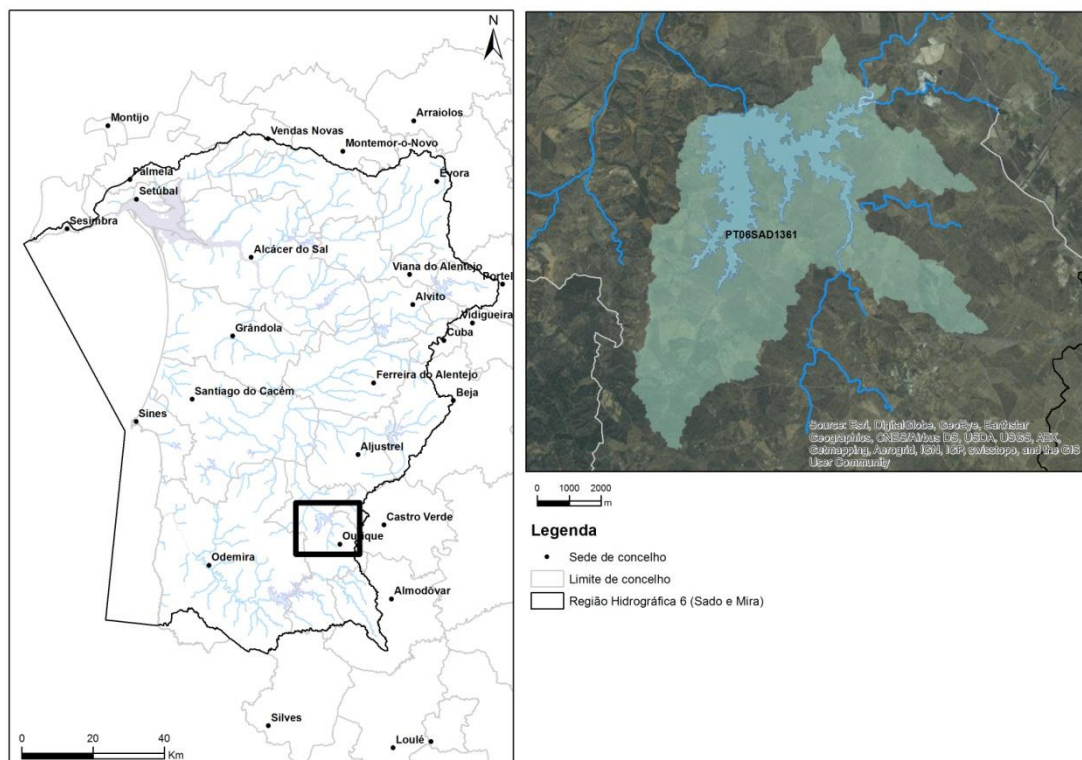 N
Montijo
Arraiolos
Vendas Novas
Montemor-o-Novo
Palmela
Évora
Setúbal
Sesimbra
Alcácer do Sal
Viana do Alentejo
Portel
Alvito
Vidigueira
Grândola
Cuba
Ferreira do Alentejo
Santiago do Cacém
Beja
Sines
Aljustrel
Castro Verde
Ourique
Odemira
Almodôvar
Silves
Loulé
0 20 40
Km
PT06SAD1361
Source: Esri, DigitalGlobe, GeoEye, Earthstar
Geographics, CNES/Airbus DS, USDA, USGS, AEX,
Getmapping, Aerogrid, IGN, IGP, swisstopo, and the GIS
User Community
0 1000 2000
m
Legenda
Sede de concelho
Limite de concelho
Região Hidrográfica 6 (Sado e Mira)